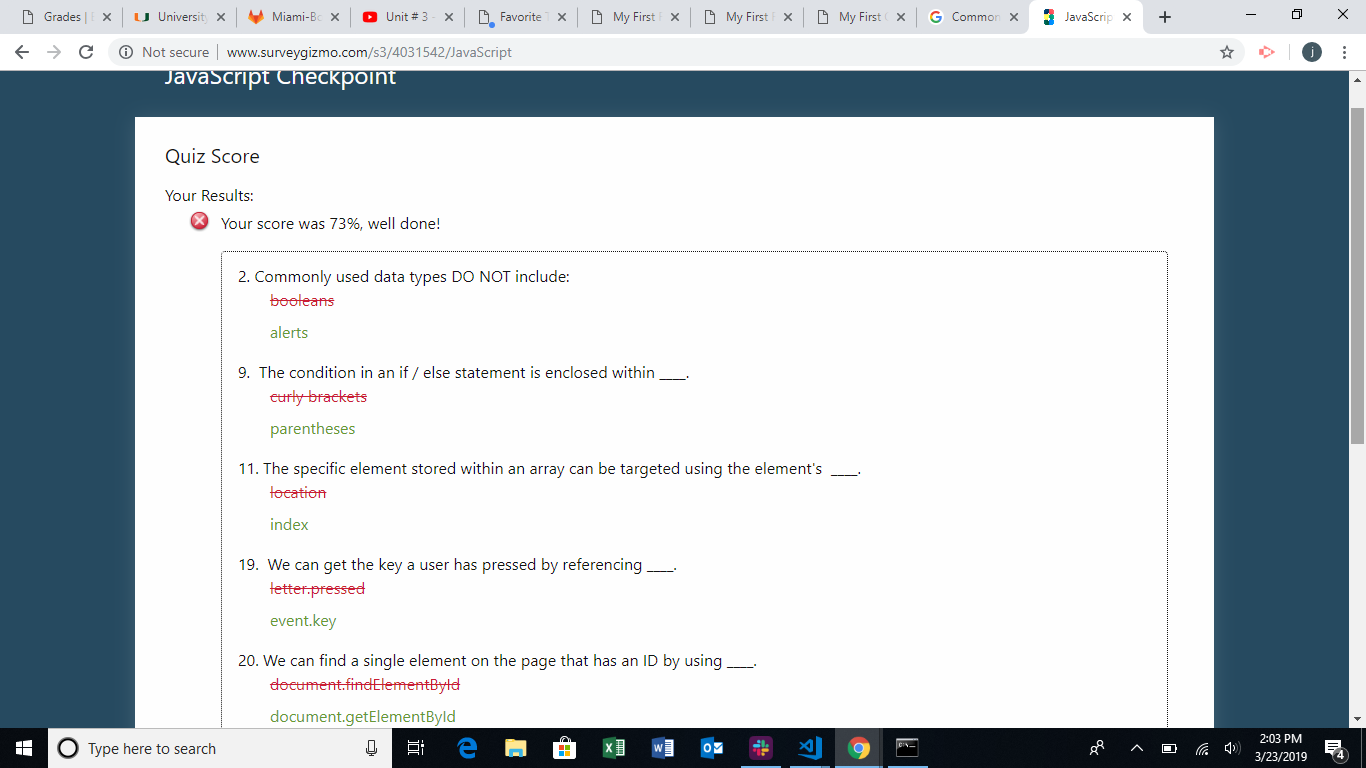 Grades |
University
Miami-Bo
Unit # 3 -
Favorite T
My First
My First
My First
Common
JavaScrip
Not secure | www.surveygizmo.com/s3/4031542/JavaScript
j
JavaScript Checkpoint
Quiz Score
Your Results:
Your score was 73%, well done!
2. Commonly used data types DO NOT include:
booleans
alerts
9. The condition in an if / else statement is enclosed within ____.
curly brackets
parentheses
11. The specific element stored within an array can be targeted using the element's ____.
location
index
19. We can get the key a user has pressed by referencing ____.
letter.pressed
event.key
20. We can find a single element on the page that has an ID by using ____.
document.findElementById
document.getElementById
Type here to search
2:03 PM
3/23/2019
4